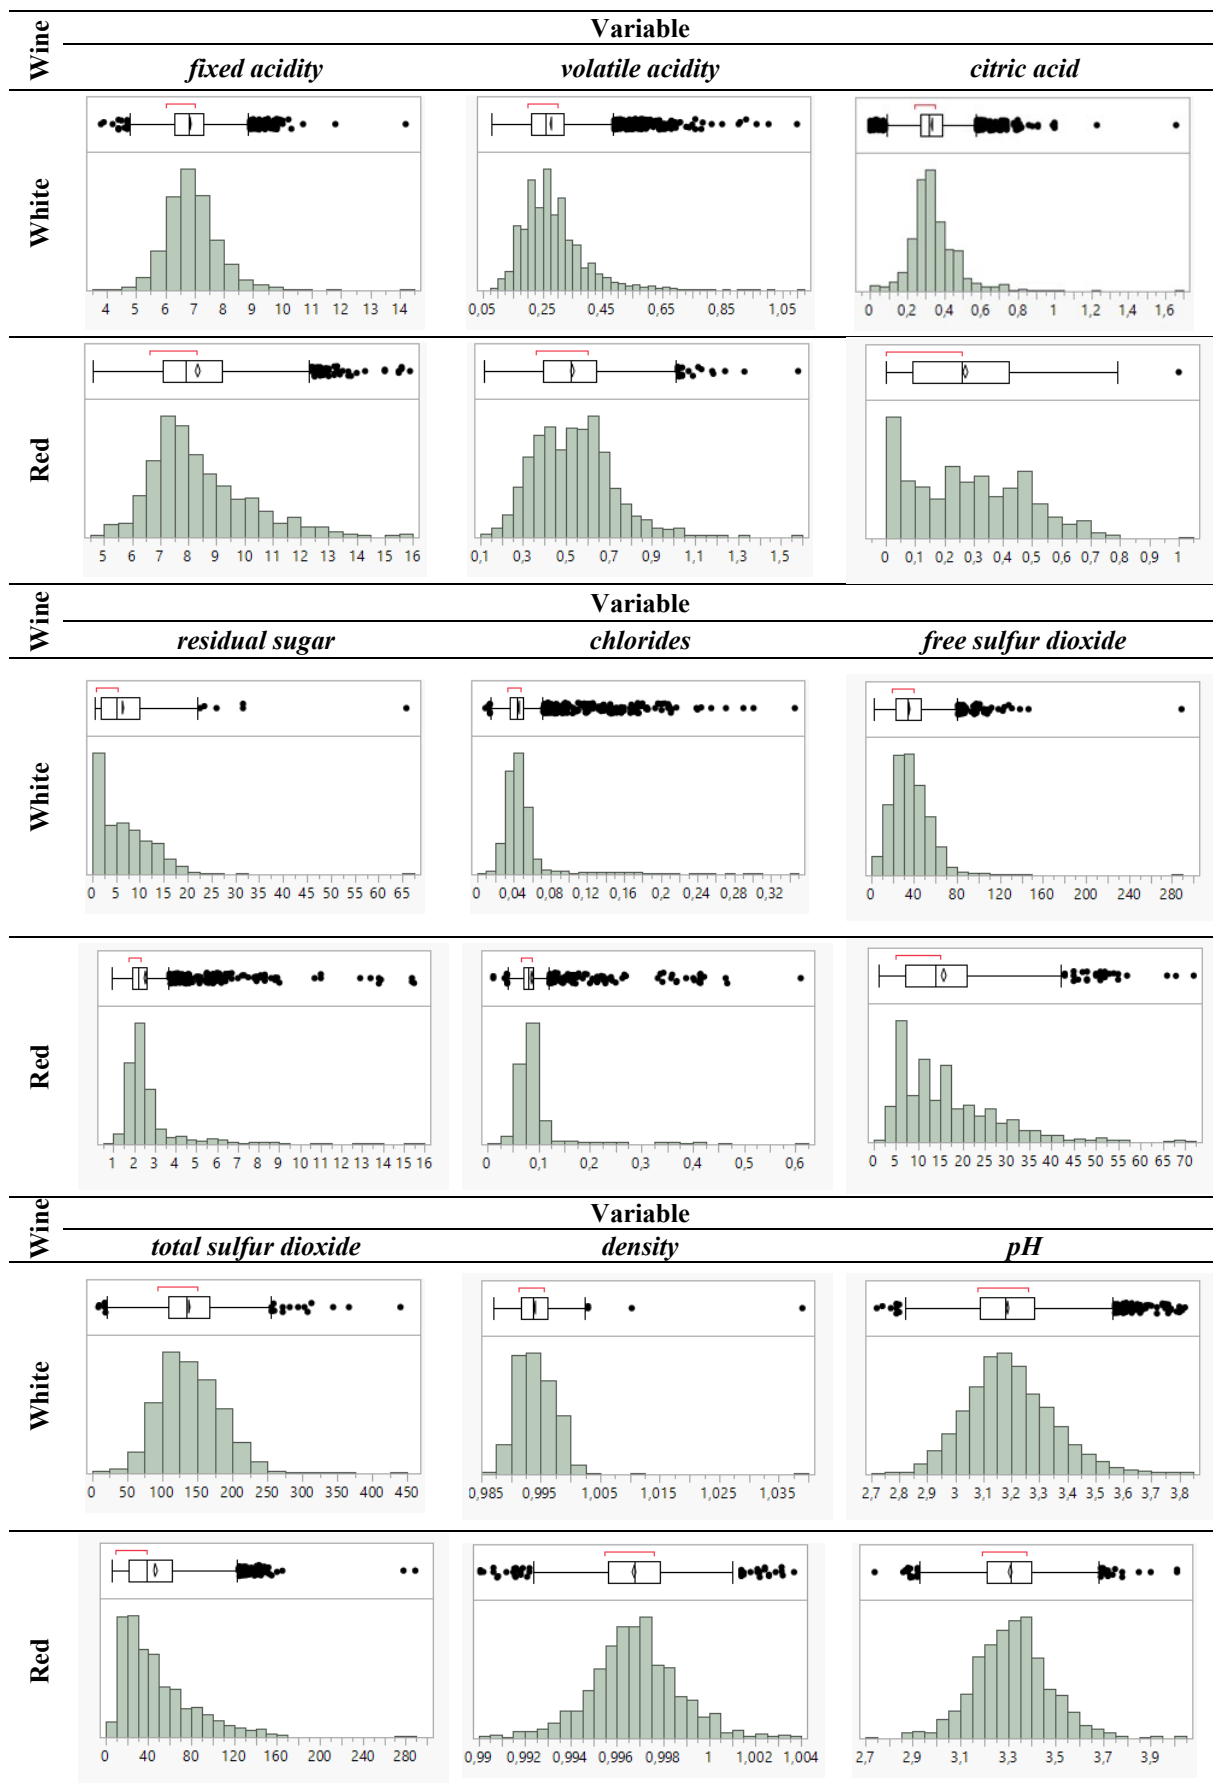 Wine
Variable
fixed acidity volatile acidity citric acid
White
4 5 6 7 8 9 10 11 12 13 14
0,05 0,25 0,45 0,65 0,85 1,05
0 0,2 0,4 0,6 0,8 1 1,2 1,4 1,6
Red
5 6 7 8 9 10 11 12 13 14 15 16
0,1 0,3 0,5 0,7 0,9 1,1 1,3 1,5
0 0,1 0,2 0,3 0,4 0,5 0,6 0,7 0,8 0,9 1
Wine
Variable
residual sugar chlorides free sulfur dioxide
White
0 5 10 15 20 25 30 35 40 45 50 55 60 65
0 0,04 0,08 0,12 0,16 0,2 0,24 0,28 0,32
0 40 80 120 160 200 240 280
Red
1 2 3 4 5 6 7 8 9 10 11 12 13 14 15 16
0 0,1 0,2 0,3 0,4 0,5 0,6
0 5 10 15 20 25 30 35 40 45 50 55 60 65 70
Wine
Variable
total sulfur dioxide density pH
White
0 50 100 150 200 250 300 350 400 450
0,985 0,995 1,005 1,015 1,025 1,035
2,7 2,8 2,9 3 3,1 3,2 3,3 3,4 3,5 3,6 3,7 3,8
Red
0 40 80 120 160 200 240 280
0,99 0,992 0,994 0,996 0,998 1 1,002 1,004
2,7 2,9 3,1 3,3 3,5 3,7 3,9